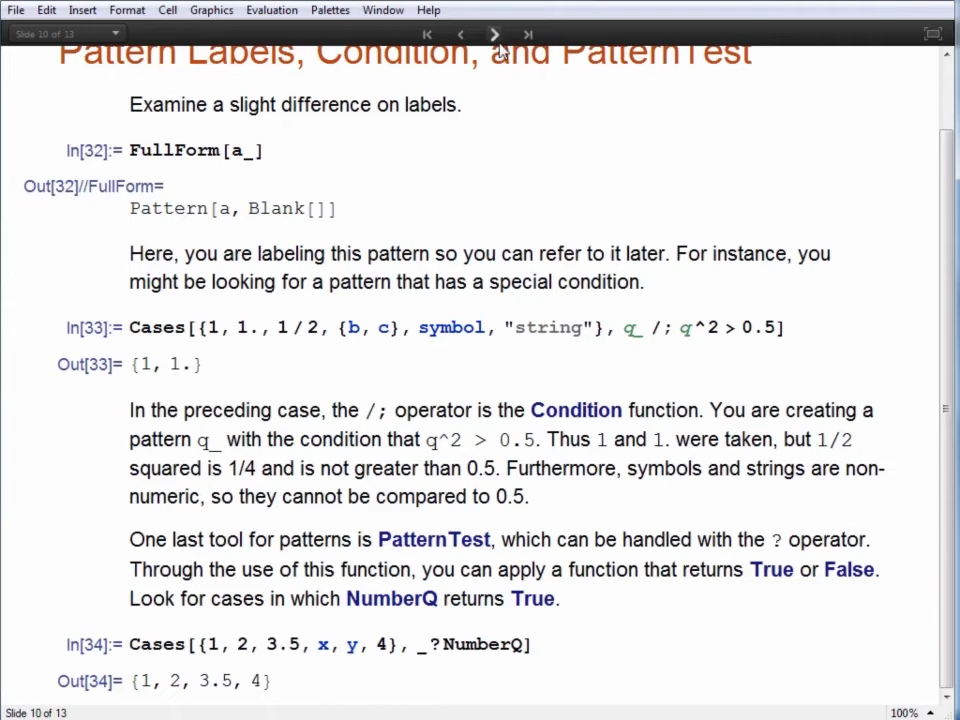 File Edit Insert Format Cell Graphics Evaluation Palettes Window Help
Slide 10 of 13
Pattern Labels, Condition, and PatternTest
Examine a slight difference on labels.
In[32]:= FullForm[a_]
Out[32]//FullForm=
Pattern[a, Blank[]]
Here, you are labeling this pattern so you can refer to it later. For instance, you
might be looking for a pattern that has a special condition.
In[33]:= Cases[{1, 1., 1/2, {b, c}, symbol, "string"}, q_ /; q^2 > 0.5]
Out[33]= {1, 1.}
In the preceding case, the /; operator is the Condition function. You are creating a
pattern q_ with the condition that q^2 > 0.5. Thus 1 and 1. were taken, but 1/2
squared is 1/4 and is not greater than 0.5. Furthermore, symbols and strings are non-
numeric, so they cannot be compared to 0.5.
One last tool for patterns is PatternTest, which can be handled with the ? operator.
Through the use of this function, you can apply a function that returns True or False.
Look for cases in which NumberQ returns True.
In[34]:= Cases[{1, 2, 3.5, x, y, 4}, _?NumberQ]
Out[34]= {1, 2, 3.5, 4}
Slide 10 of 13 100%